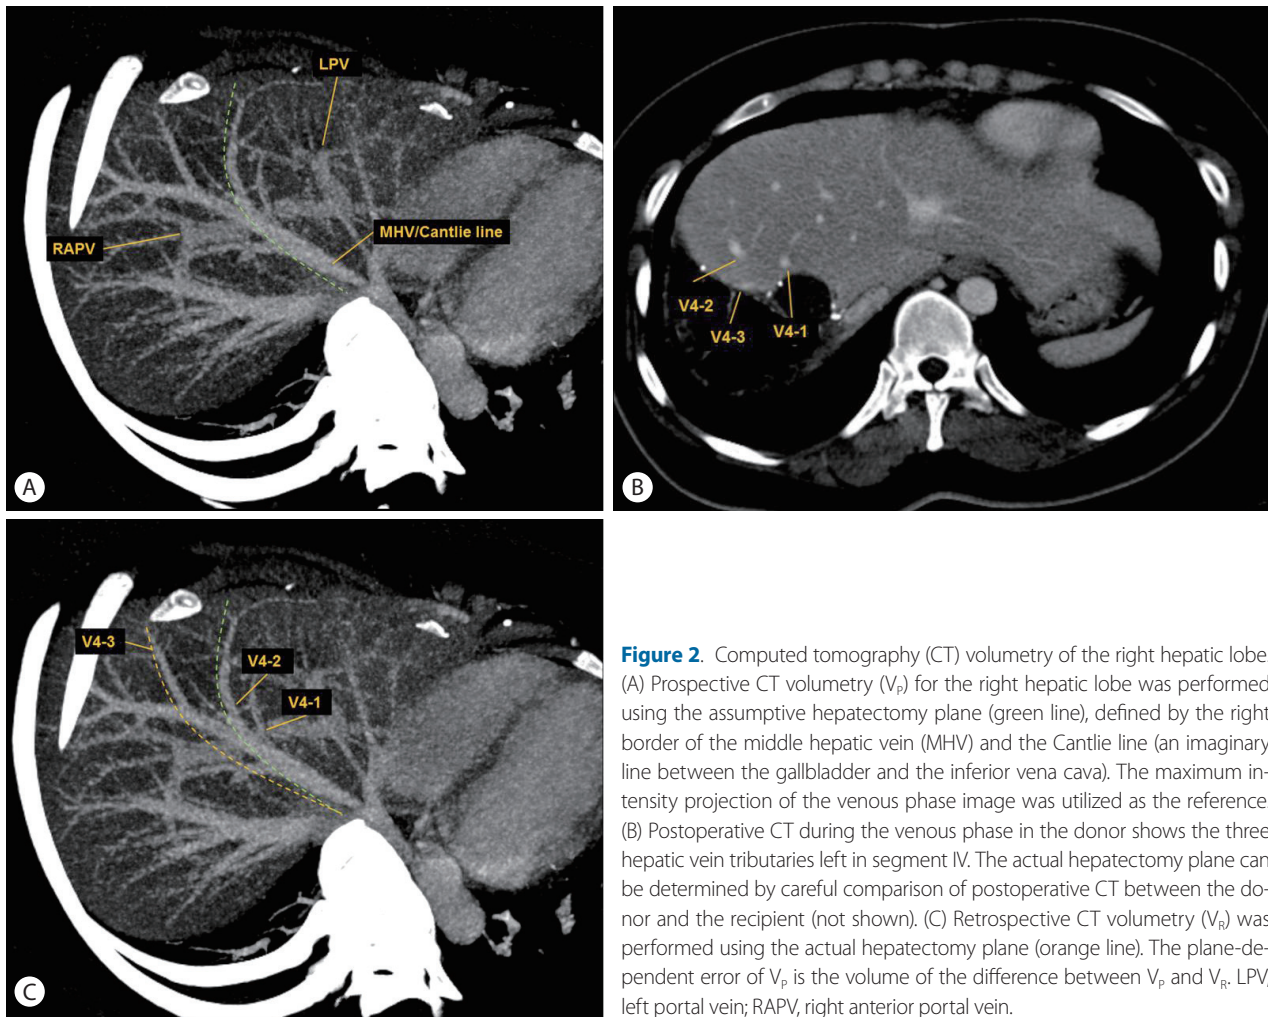 LPV
MHV/Cantlie line
RAPV
A
V4-2
V4-3
V4-1
B
V4-3
V4-2
V4-1
C
Figure 2. Computed tomography (CT) volumetry of the right hepatic lobe.
(A) Prospective CT volumetry (VP) for the right hepatic lobe was performed
using the assumptive hepatectomy plane (green line), defined by the right
border of the middle hepatic vein (MHV) and the Cantlie line (an imaginary
line between the gallbladder and the inferior vena cava). The maximum in-
tensity projection of the venous phase image was utilized as the reference.
(B) Postoperative CT during the venous phase in the donor shows the three
hepatic vein tributaries left in segment IV. The actual hepatectomy plane can
be determined by careful comparison of postoperative CT between the do-
nor and the recipient (not shown). (C) Retrospective CT volumetry (VR) was
performed using the actual hepatectomy plane (orange line). The plane-de-
pendent error of VP is the volume of the difference between VP and VR. LPV,
left portal vein; RAPV, right anterior portal vein.